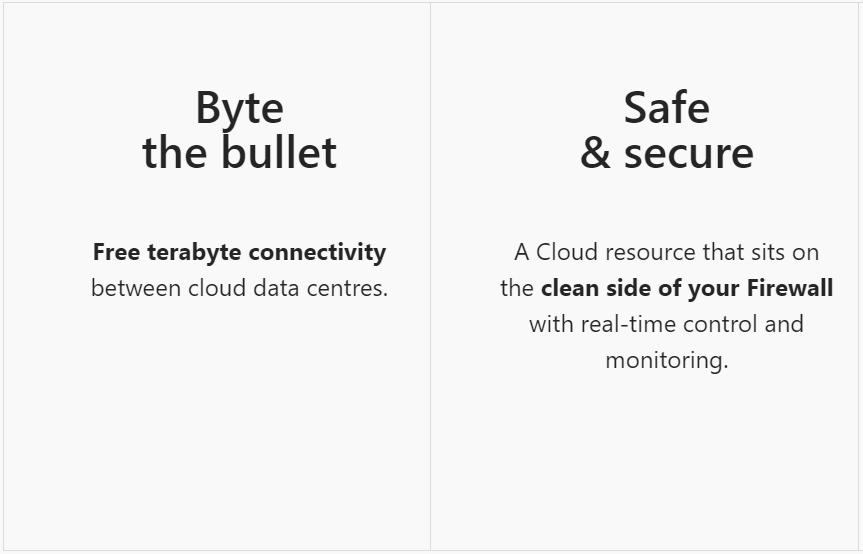 Byte
the bullet
Free terabyte connectivity
between cloud data centres.
Safe
& secure
A Cloud resource that sits on
the clean side of your Firewall
with real-time control and
monitoring.